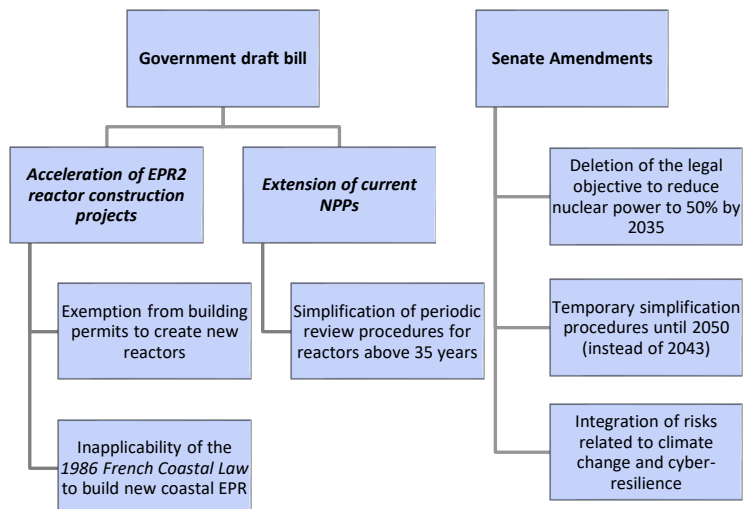 Government draft bill
Senate Amendments
Acceleration of EPR2
reactor construction
projects
Extension of current
NPPs
Exemption from building
permits to create new
reactors
Simplification of periodic
review procedures for
reactors above 35 years
Inapplicability of the
1986 French Coastal Law
to build new coastal EPR
Deletion of the legal
objective to reduce
nuclear power to 50% by
2035
Temporary simplification
procedures until 2050
(instead of 2043)
Integration of risks
related to climate
change and cyber-
resilience